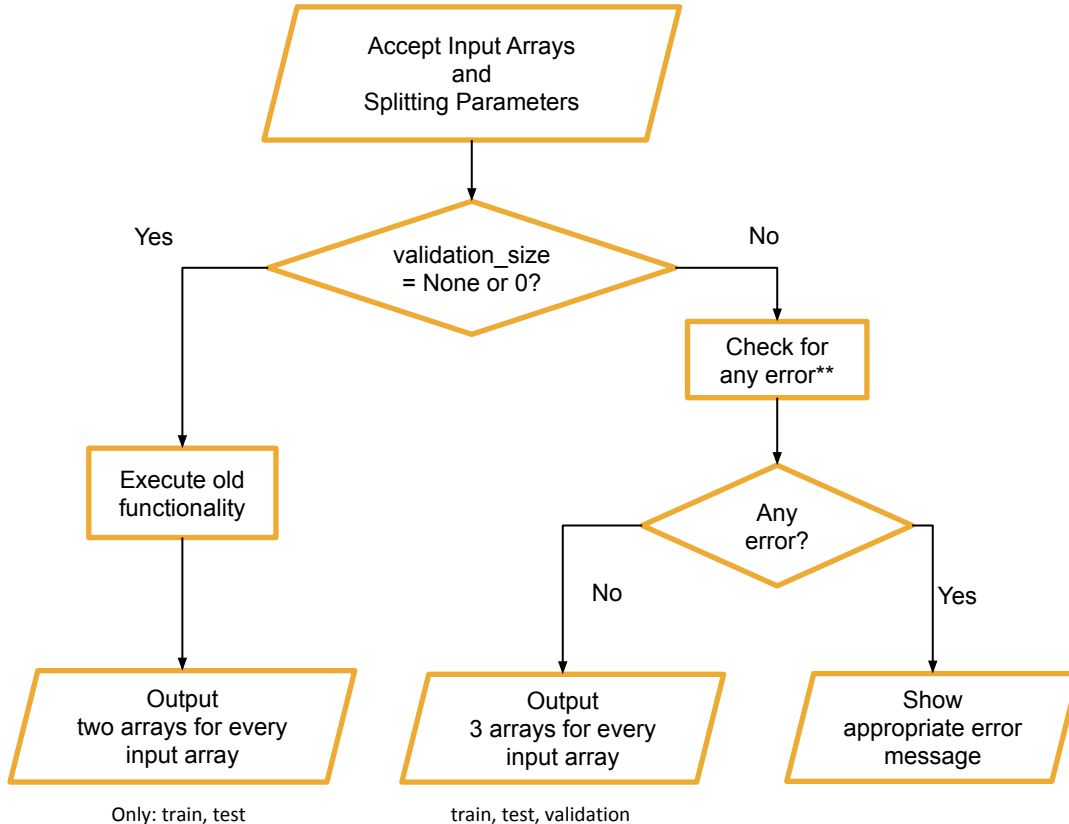 Accept Input Arrays
and
Splitting Parameters
Yes
No
validation_size
= None or 0?
Check for
any error**
Execute old
functionality
Any
error?
No
Yes
Output
two arrays for every
input array
Output
3 arrays for every
input array
Show
appropriate error
message
Only: train, test
train, test, validation